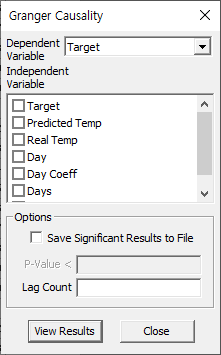 Granger Causality
Dependent
Variable
Target
Independent
Variable
Target
Predicted Temp
Real Temp
Day
Day Coeff
Days
Options
Save Significant Results to File
P-Value <
Lag Count
View Results
Close